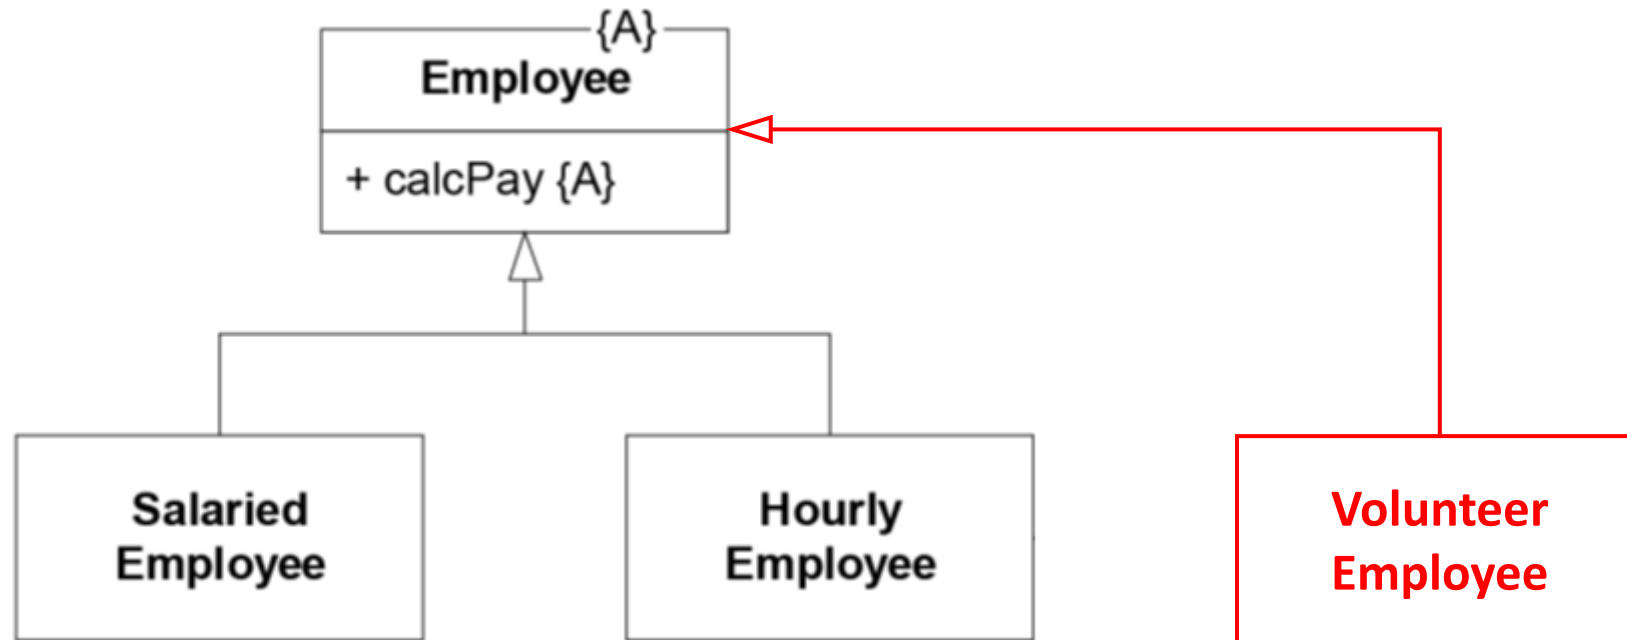 {A}
Employee
+ calcPay {A}
Salaried
Employee
Hourly
Employee
Volunteer
Employee